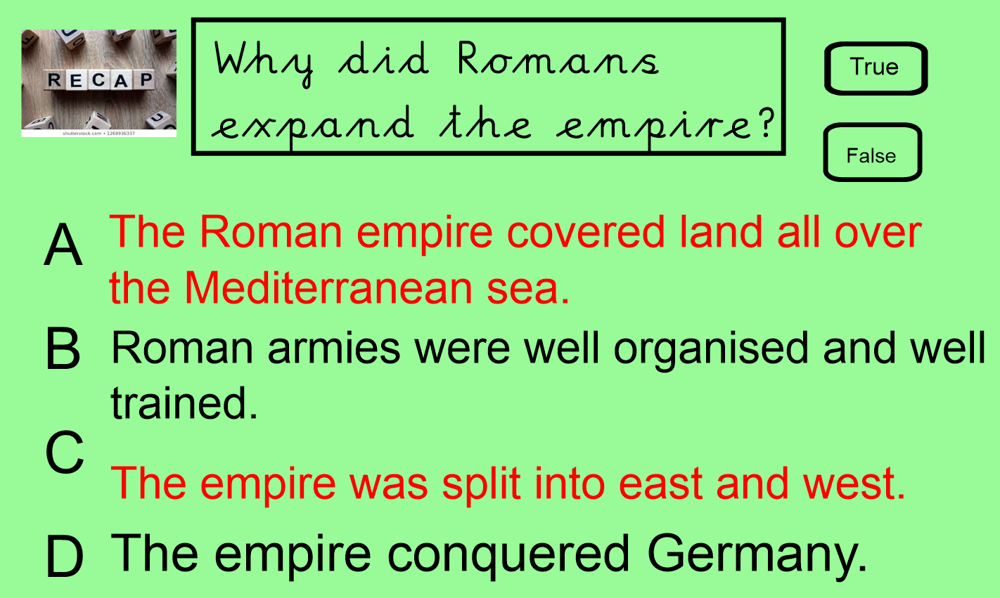 RECAP
shutterstock.com • 1269936337
Why did Romans
expand the empire?
True
False
A The Roman empire covered land all over
the Mediterranean sea.
B Roman armies were well organised and well
trained.
C The empire was split into east and west.
D The empire conquered Germany.